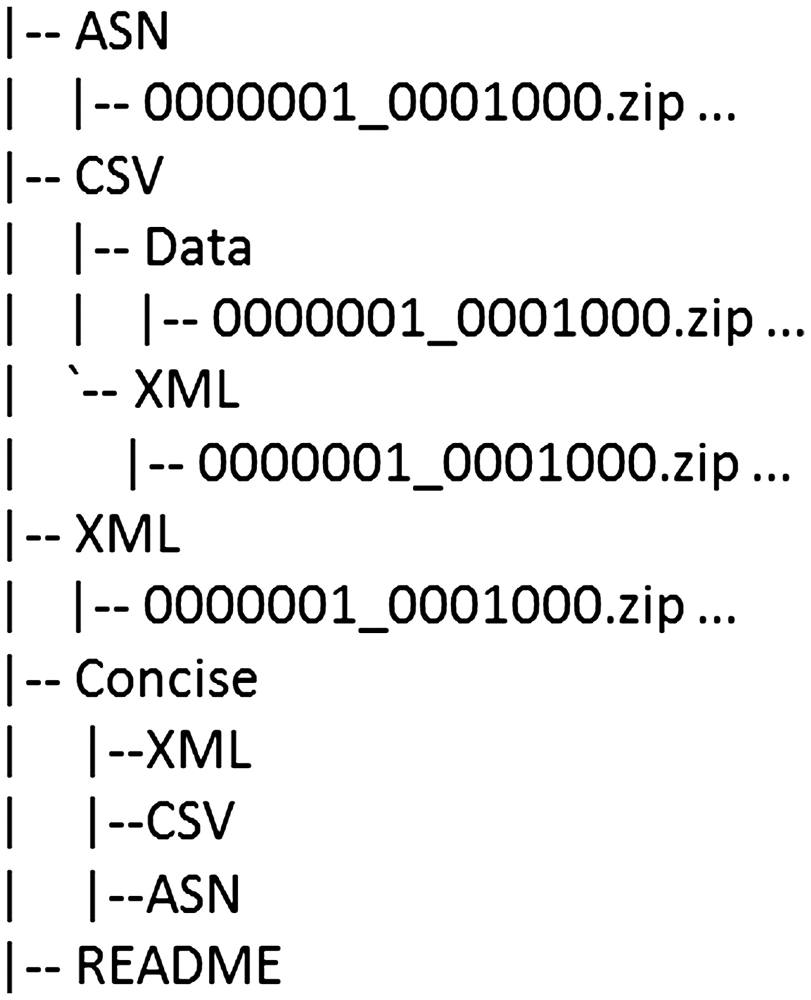 |-- ASN
|   |-- 0000001_0001000.zip ...
|-- CSV
|   |-- Data
|   |   |-- 0000001_0001000.zip ...
|   `-- XML
|       |-- 0000001_0001000.zip ...
|-- XML
|   |-- 0000001_0001000.zip ...
|-- Concise
|    |--XML
|    |--CSV
|    |--ASN
|-- README